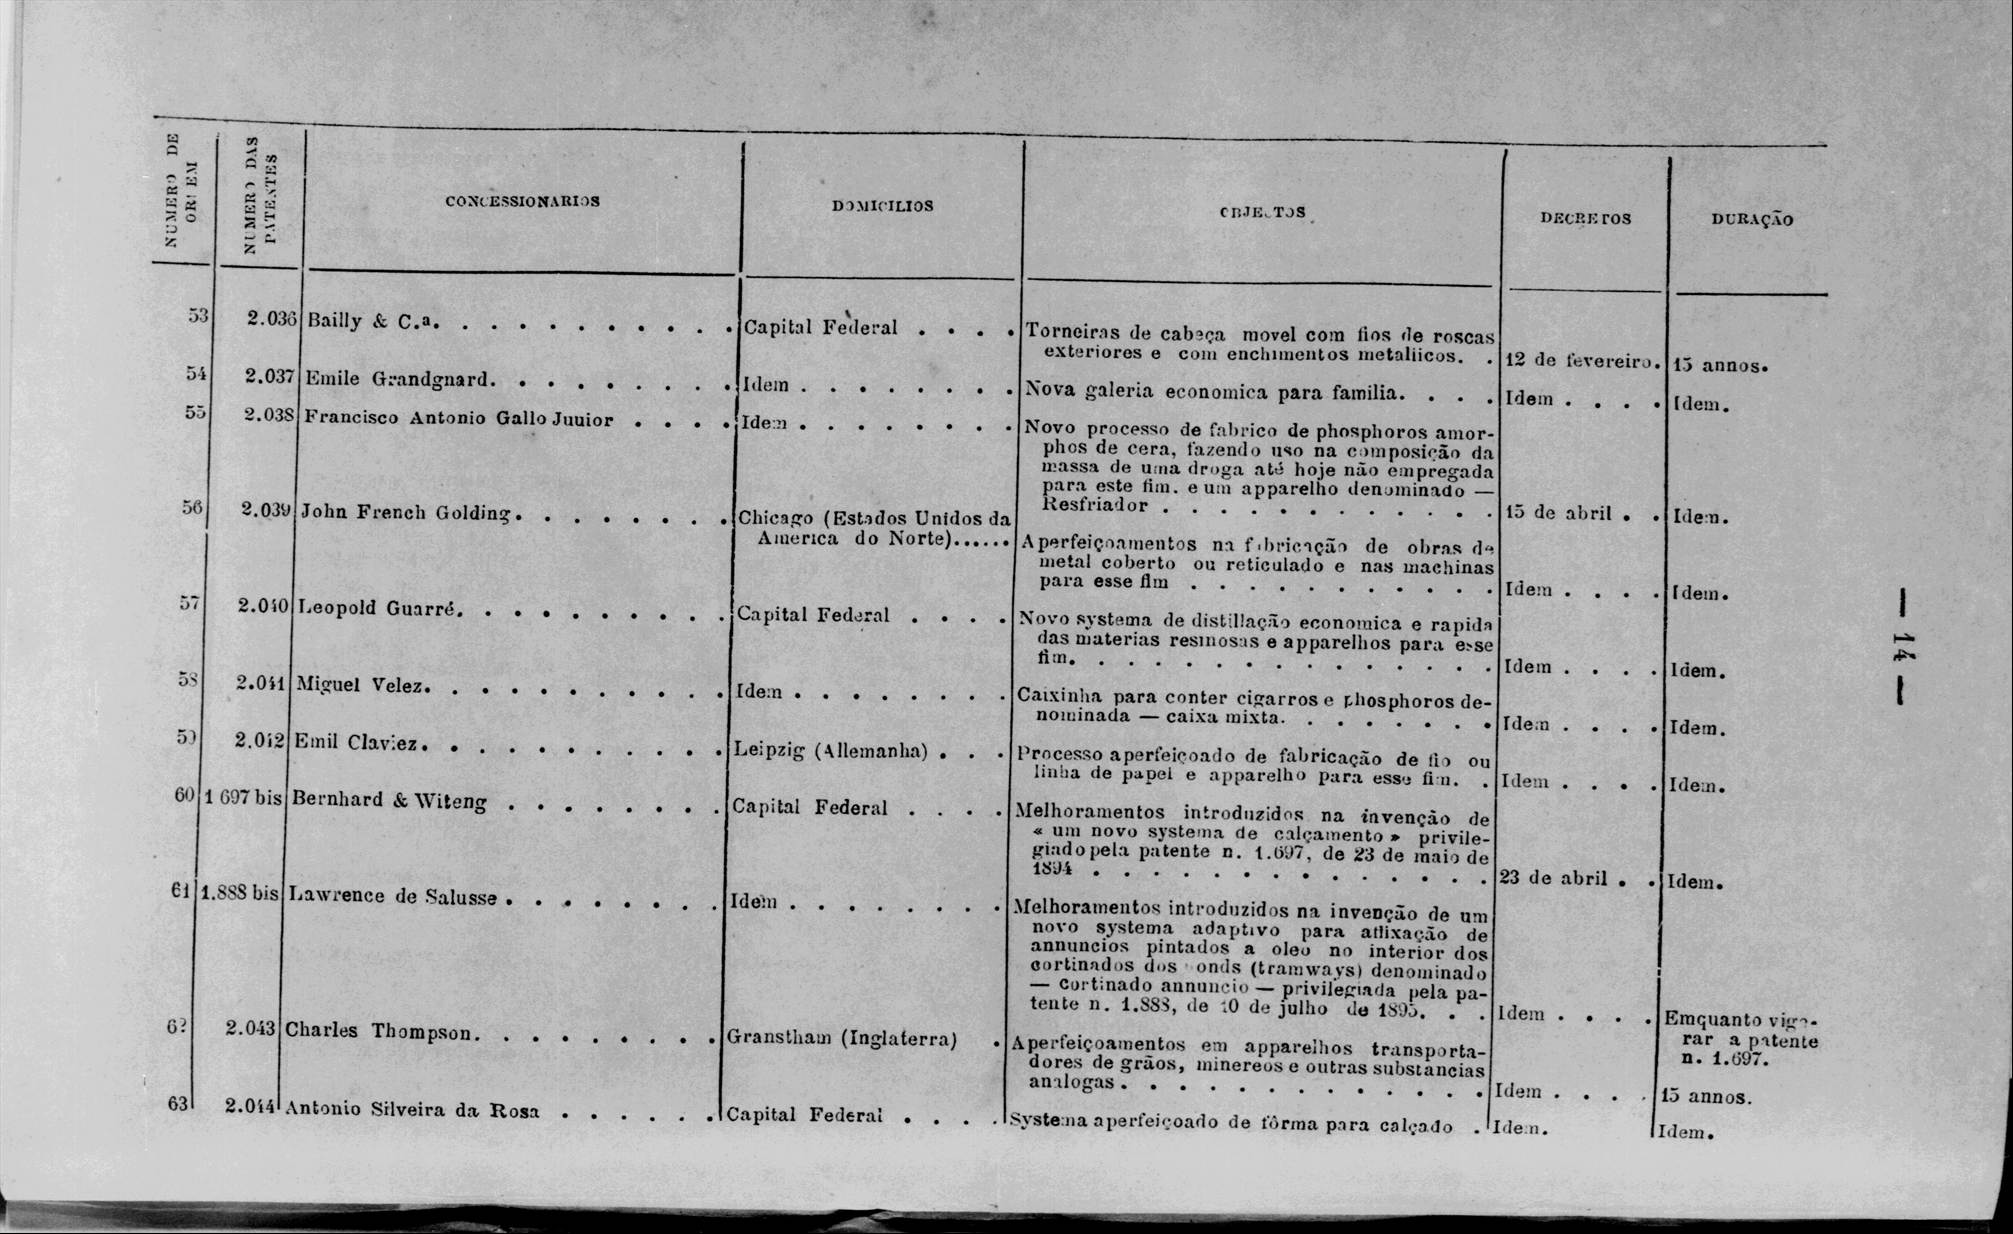 NUMERO DE ORDEM
NUMERO DAS PATENTES
CONCESSIONARIOS
DOMICILIOS
OBJECTOS
DECRETOS
DURAÇÃO
53 2.036 Bailly & C.ª. . . . . . . . . . . Capital Federal . . . . Torneiras de cabeça movel com fios de roscas
exteriores e com enchimentos metallicos. . 12 de fevereiro. 15 annos.
54 2.037 Emile Grandgnard. . . . . . . . . Idem . . . . . . . . Nova galeria economica para familia. . . . Idem . . . . Idem.
55 2.038 Francisco Antonio Gallo Juuior . . . . Idem . . . . . . . . Novo processo de fabrico de phosphoros amor-
phos de cera, fazendo uso na composição da
massa de uma droga até hoje não empregada
para este fim. e um apparelho denominado —
Resfriador . . . . . . . . . . . . 15 de abril . . Idem.
56 2.039 John French Golding. . . . . . . . Chicago (Estados Unidos da
America do Norte)...... Aperfeiçoamentos na fabricação de obras de
metal coberto ou reticulado e nas machinas
para esse fim . . . . . . . . . . . Idem . . . . Idem.
57 2.040 Leopold Guarré. . . . . . . . . . Capital Federal . . . . Novo systema de distillação economica e rapida
das materias resinosas e apparelhos para esse
fim. . . . . . . . . . . . . . . . Idem . . . . Idem.
58 2.041 Miguel Velez. . . . . . . . . . . Idem . . . . . . . . Caixinha para conter cigarros e phosphoros de-
nominada — caixa mixta. . . . . . . . Idem . . . . Idem.
59 2.042 Emil Claviez. . . . . . . . . . . Leipzig (Allemanha) . . . Processo aperfeiçoado de fabricação de fio ou
linha de papel e apparelho para esse fim. . Idem . . . . Idem.
60 1 697 bis Bernhard & Witeng . . . . . . . . Capital Federal . . . . Melhoramentos introduzidos na invenção de
« um novo systema de calçamento » privile-
giado pela patente n. 1.697, de 23 de maio de
1894 . . . . . . . . . . . . . . 23 de abril . . Idem.
61 1.888 bis Lawrence de Salusse . . . . . . . . Idem . . . . . . . . Melhoramentos introduzidos na invenção de um
novo systema adaptivo para affixação de
annuncios pintados a oleo no interior dos
cortinados dos onds (tramways) denominado
— cortinado annuncio — privilegiada pela pa-
tente n. 1.888, de 10 de julho de 1895. . . Idem . . . . Emquanto vigo-
rar a patente
n. 1.697.
62 2.043 Charles Thompson. . . . . . . . . Granstham (Inglaterra) . Aperfeiçoamentos em apparelhos transporta-
dores de grãos, minereos e outras substancias
analogas . . . . . . . . . . . . . Idem . . . . 15 annos.
63 2.044 Antonio Silveira da Rosa . . . . . . Capital Federal . . . . Systema aperfeiçoado de fôrma para calçado . Idem. Idem.
— 14 —